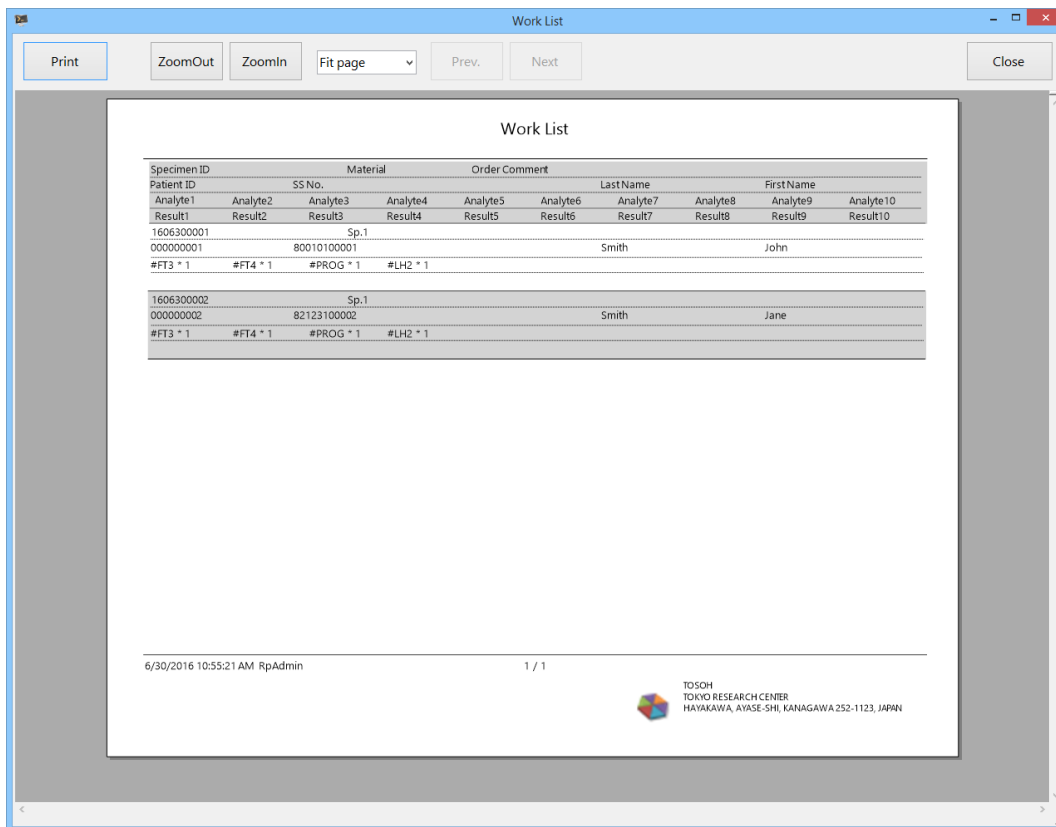 Work List
Print ZoomOut ZoomIn Fit page Prev. Next Close
Work List
Specimen ID Material Order Comment
Patient ID SS No. Last Name First Name
Analyte1 Analyte2 Analyte3 Analyte4 Analyte5 Analyte6 Analyte7 Analyte8 Analyte9 Analyte10
Result1 Result2 Result3 Result4 Result5 Result6 Result7 Result8 Result9 Result10
1606300001 Sp.1
000000001 80010100001 Smith John
#FT3 * 1 #FT4 * 1 #PROG * 1 #LH2 * 1
1606300002 Sp.1
000000002 82123100002 Smith Jane
#FT3 * 1 #FT4 * 1 #PROG * 1 #LH2 * 1
6/30/2016 10:55:21 AM RpAdmin 1 / 1
TOSOH
TOKYO RESEARCH CENTER
HAYAKAWA, AYASE-SHI, KANAGAWA 252-1123, JAPAN